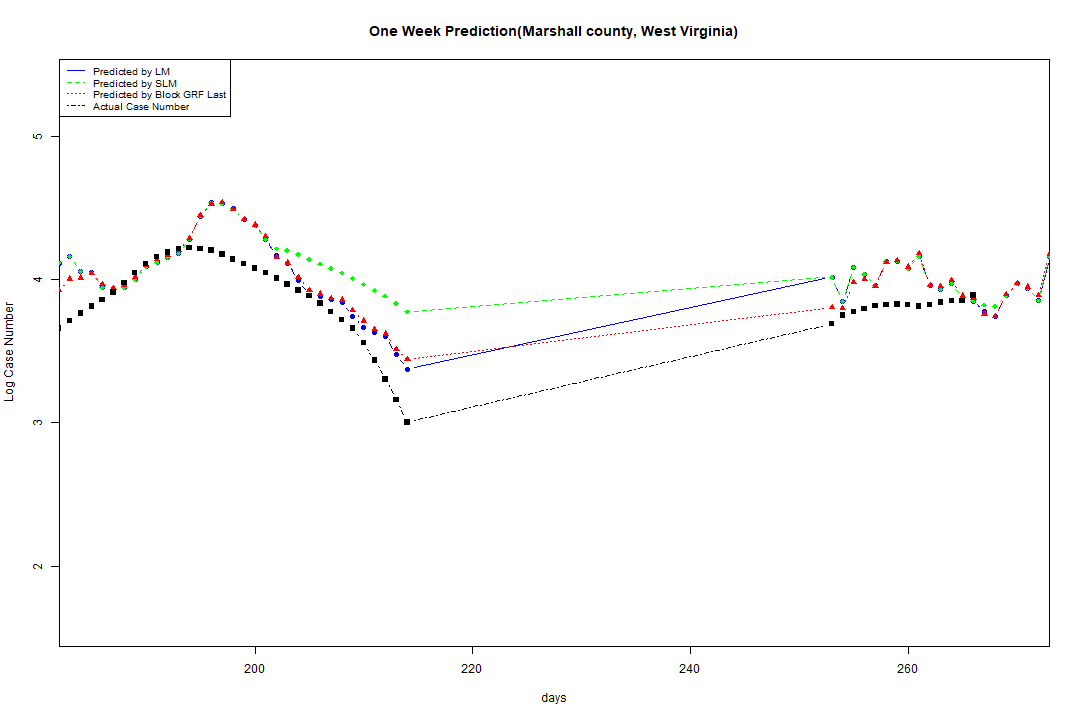 One Week Prediction(Marshall county, West Virginia)
Predicted by LM
Predicted by SLM
Predicted by Block GRF Last
Actual Case Number
5
4
3
2
Log Case Number
200
220
240
260
days